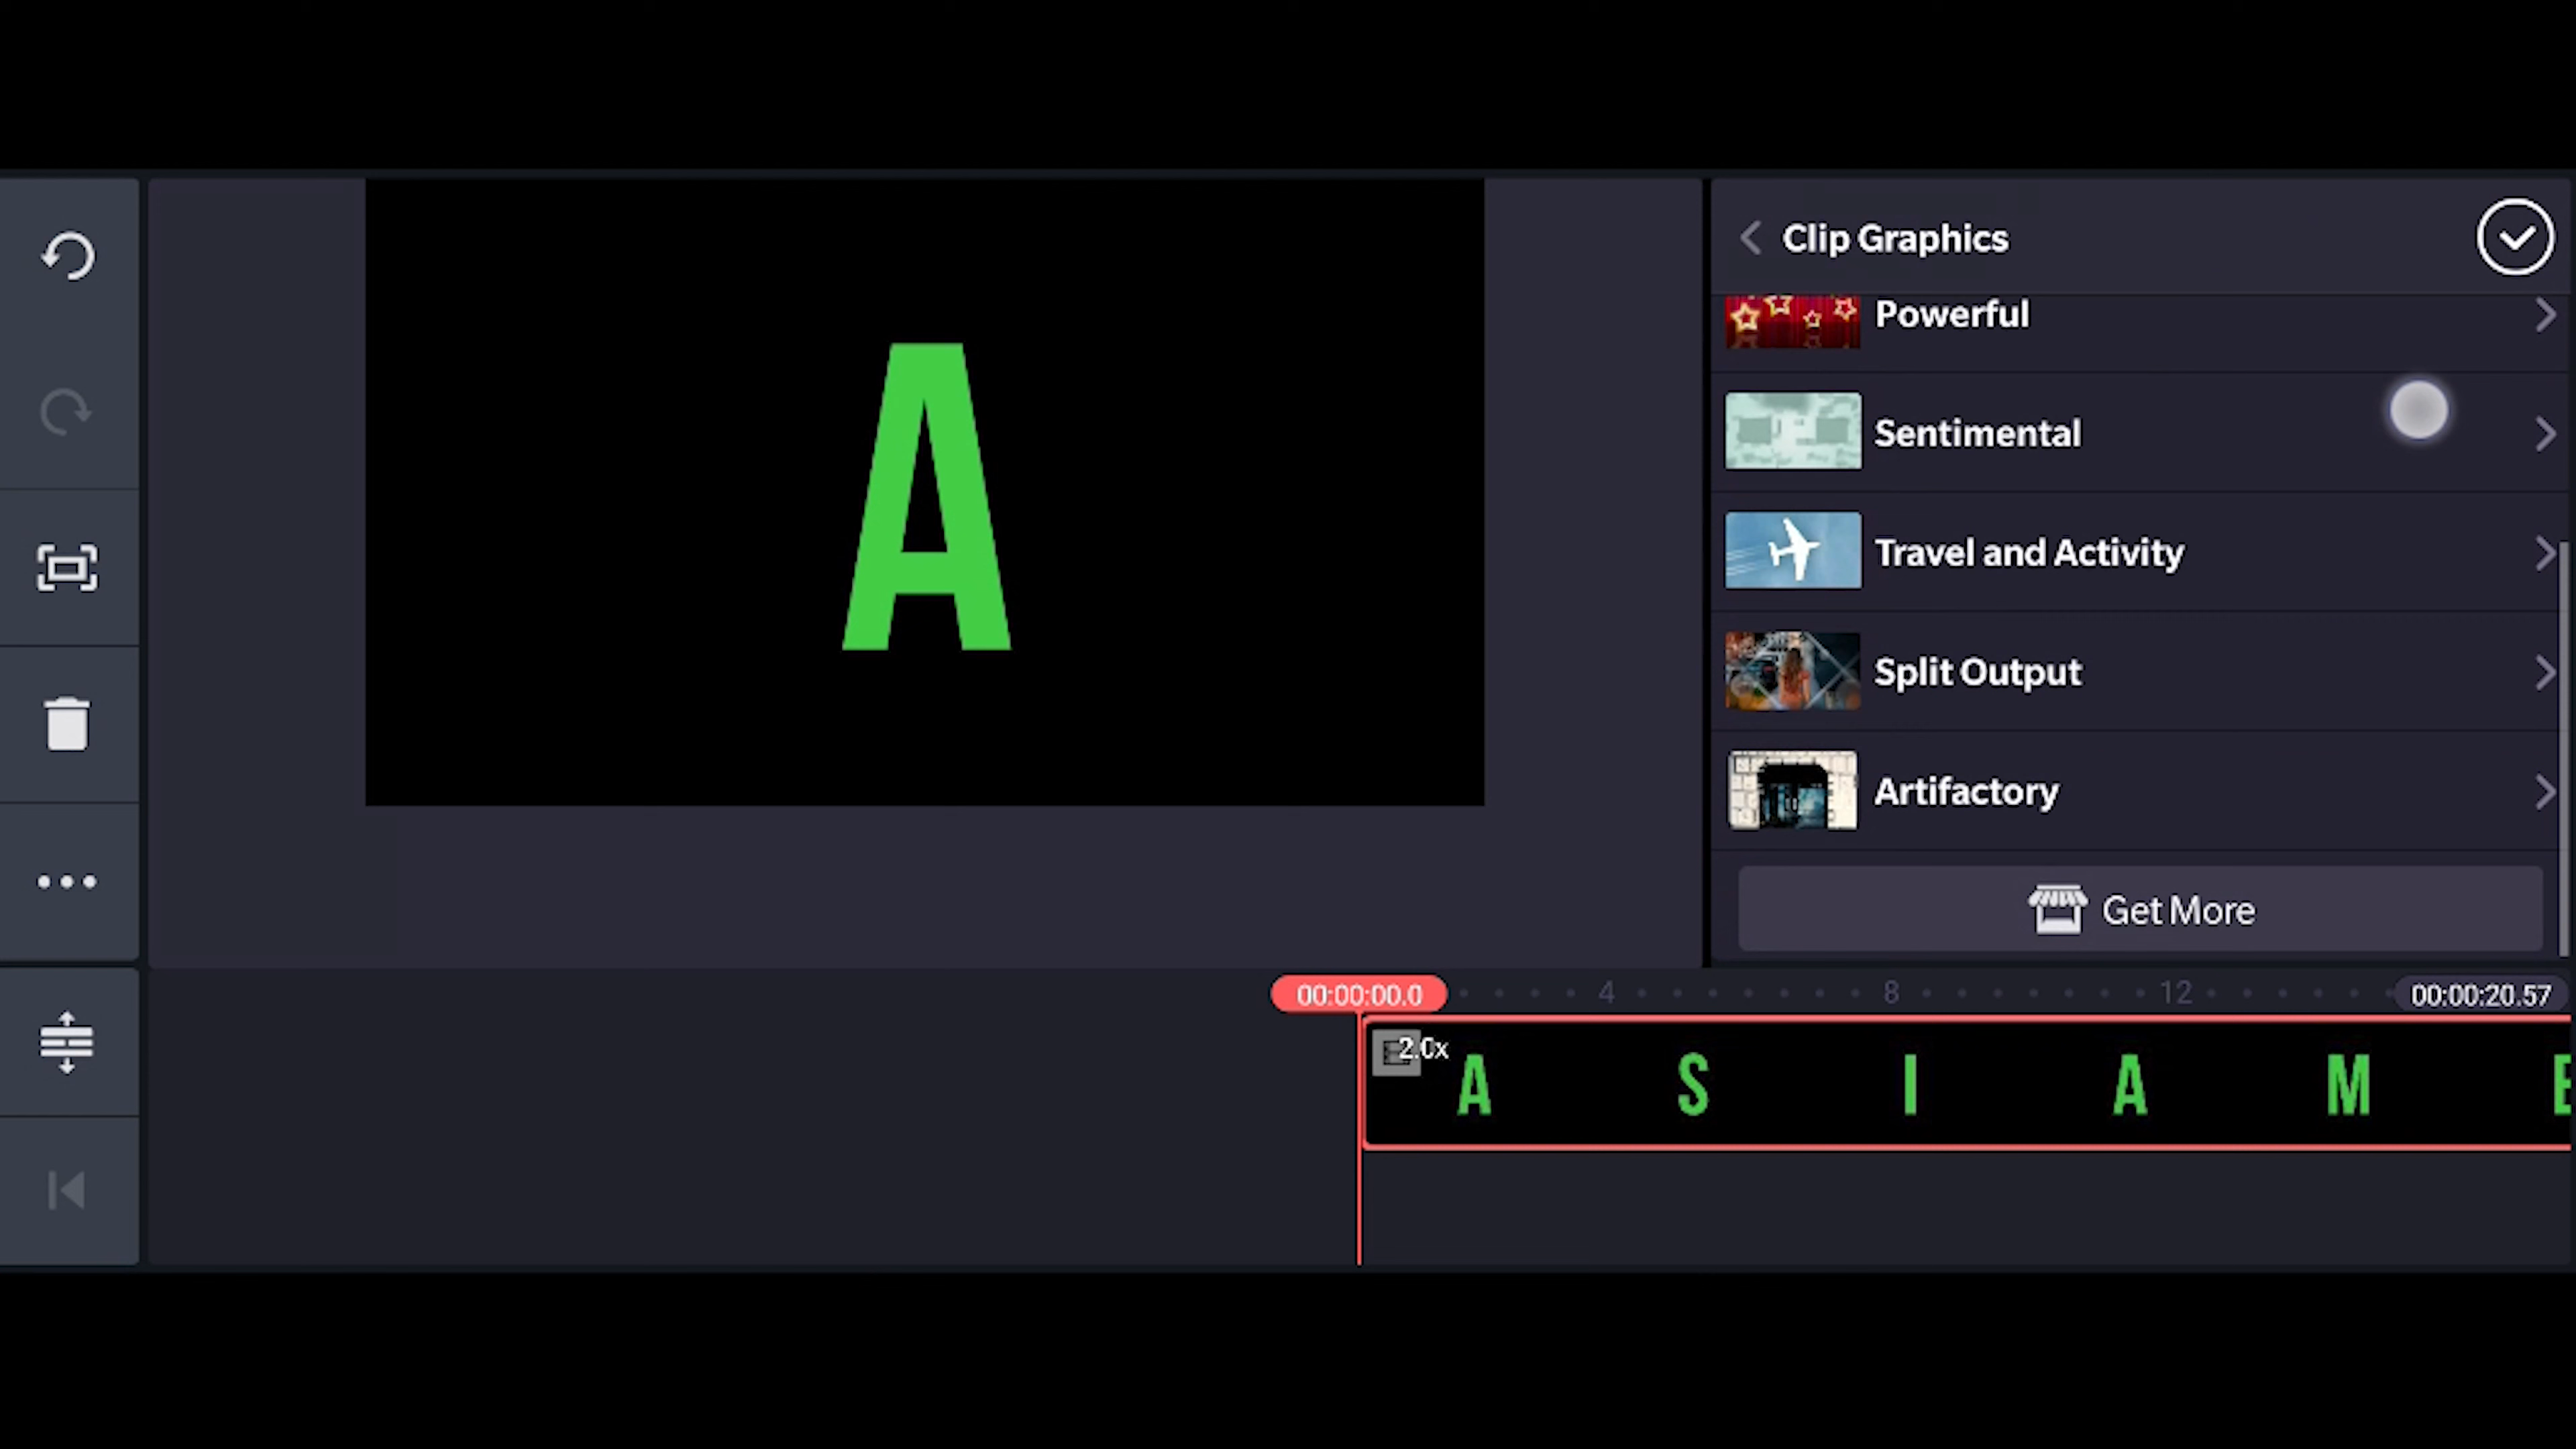 Clip Graphics
Powerful
Sentimental
A
Travel and Activity
Split Output
Artifactory
Get More
00:00:00.0 4 8 12 00:00:20.57
2.0x
A S I A M E